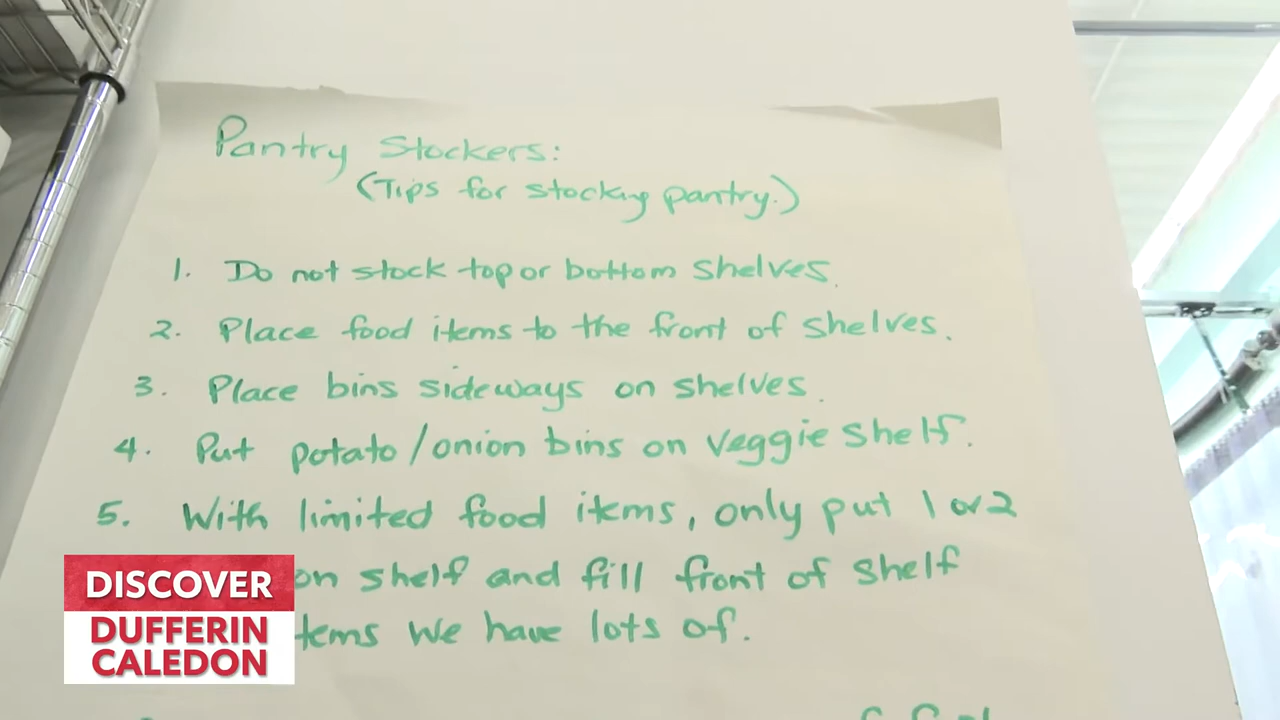 Pantry Stockers:
(Tips for stocking pantry.)
1. Do not stock top or bottom shelves.
2. Place food items to the front of shelves.
3. Place bins sideways on shelves.
4. Put potato/onion bins on veggie shelf.
5. With limited food items, only put 1 or 2
on shelf and fill front of shelf
tems we have lots of.
DISCOVER
DUFFERIN
CALEDON